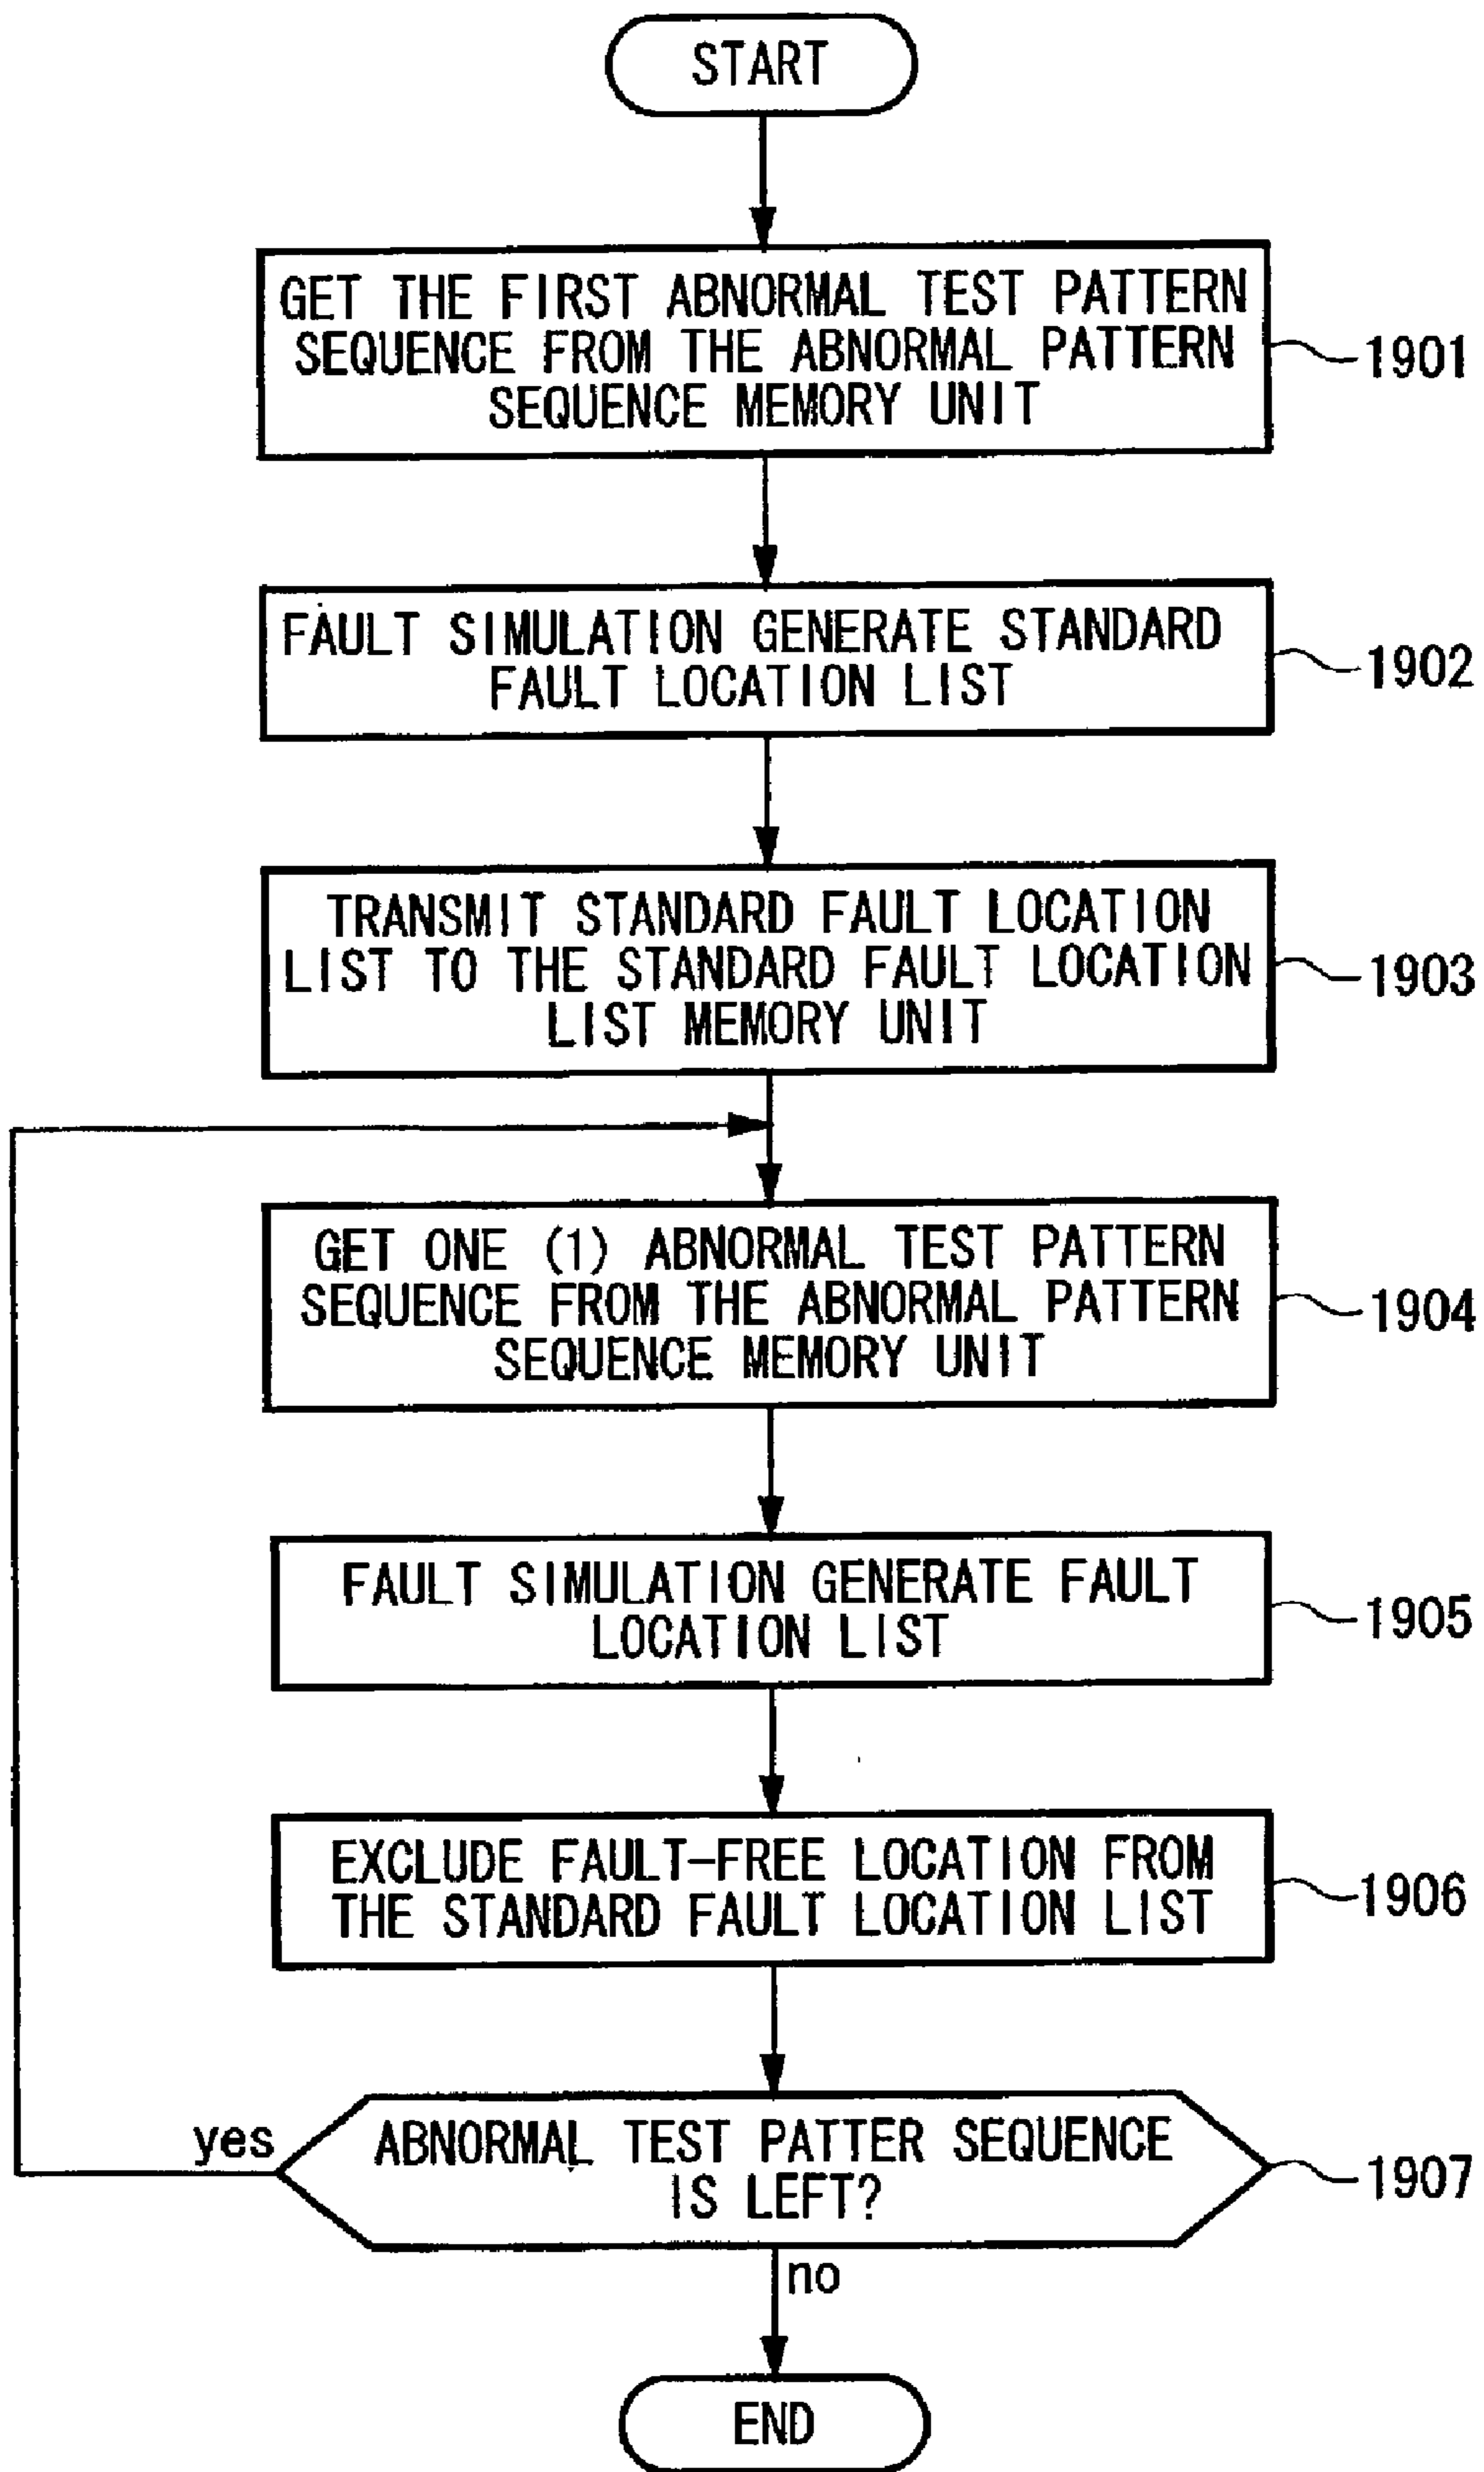 START
GET THE FIRST ABNORMAL TEST PATTERN
SEQUENCE FROM THE ABNORMAL PATTERN
SEQUENCE MEMORY UNIT
1901
FAULT SIMULATION GENERATE STANDARD
FAULT LOCATION LIST
1902
TRANSMIT STANDARD FAULT LOCATION
LIST TO THE STANDARD FAULT LOCATION
LIST MEMORY UNIT
1903
GET ONE (1) ABNORMAL TEST PATTERN
SEQUENCE FROM THE ABNORMAL PATTERN
SEQUENCE MEMORY UNIT
1904
FAULT SIMULATION GENERATE FAULT
LOCATION LIST
1905
EXCLUDE FAULT-FREE LOCATION FROM
THE STANDARD FAULT LOCATION LIST
1906
yes
ABNORMAL TEST PATTER SEQUENCE
IS LEFT?
1907
no
END